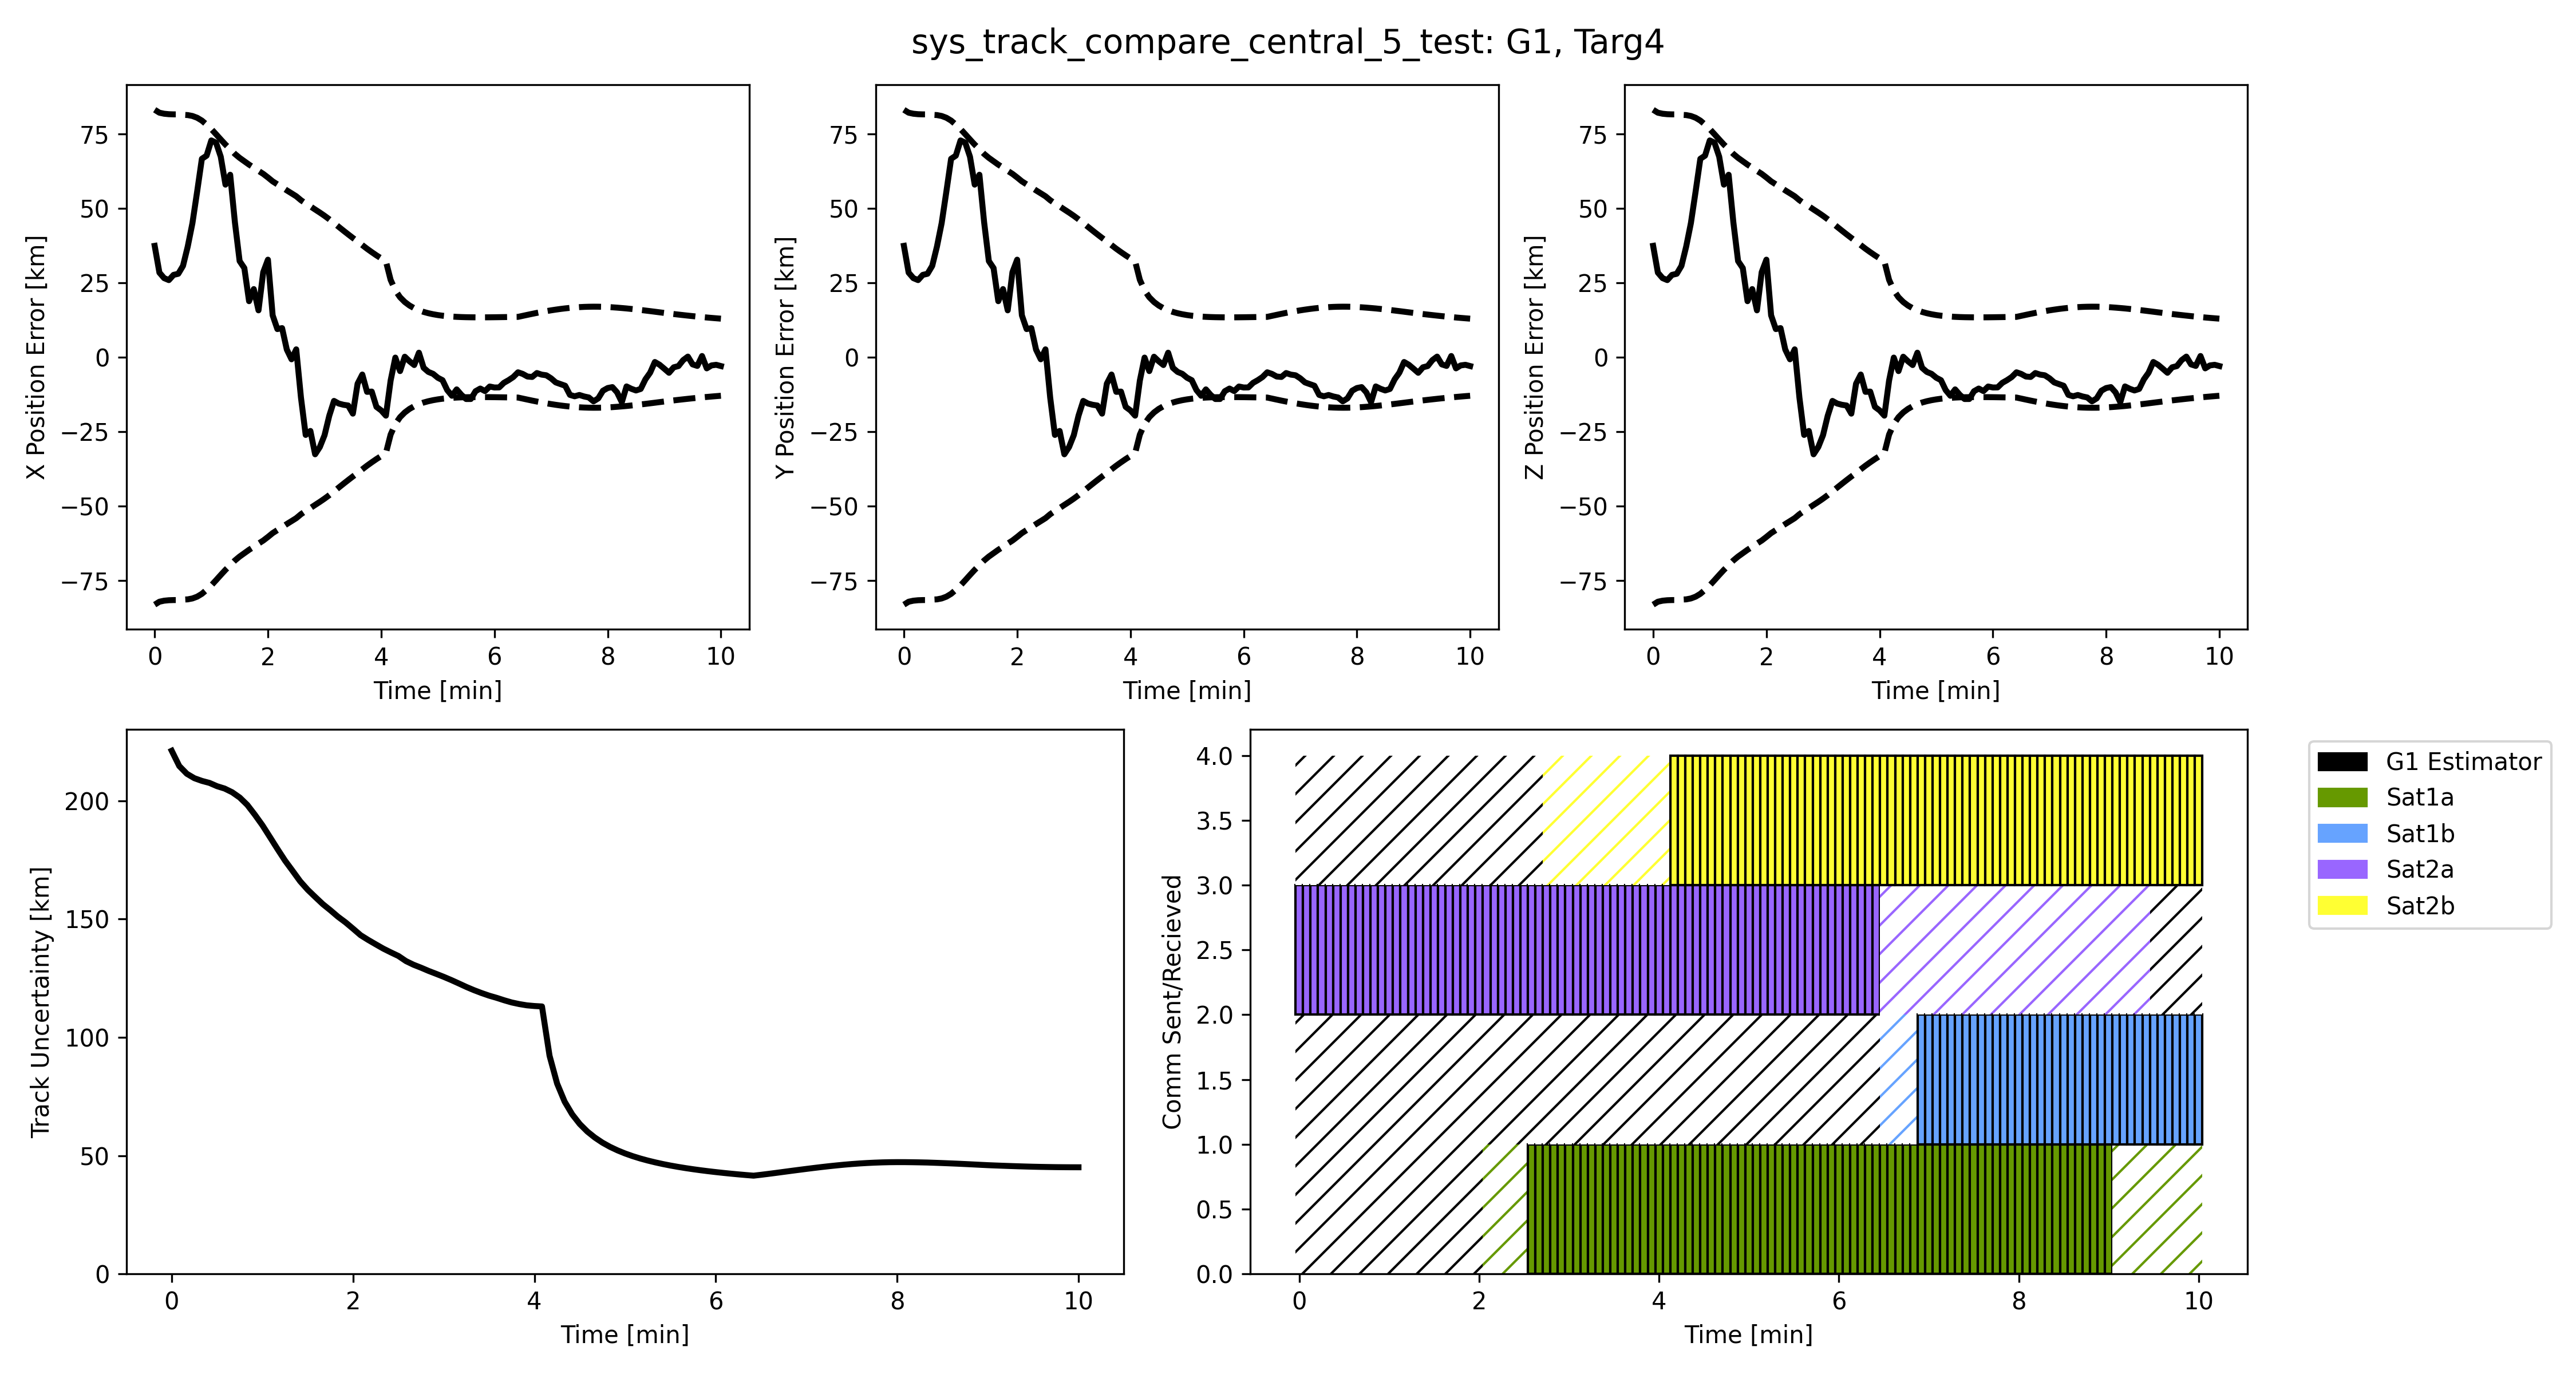 sys_track_compare_central_5_test: G1, Targ4
X Position Error [km]
75
50
25
0
−25
−50
−75
0 2 4 6 8 10
Time [min]
Y Position Error [km]
75
50
25
0
−25
−50
−75
0 2 4 6 8 10
Time [min]
Z Position Error [km]
75
50
25
0
−25
−50
−75
0 2 4 6 8 10
Time [min]
Track Uncertainty [km]
200
150
100
50
0
0 2 4 6 8 10
Time [min]
Comm Sent/Recieved
4.0
3.5
3.0
2.5
2.0
1.5
1.0
0.5
0.0
0 2 4 6 8 10
Time [min]
G1 Estimator
Sat1a
Sat1b
Sat2a
Sat2b